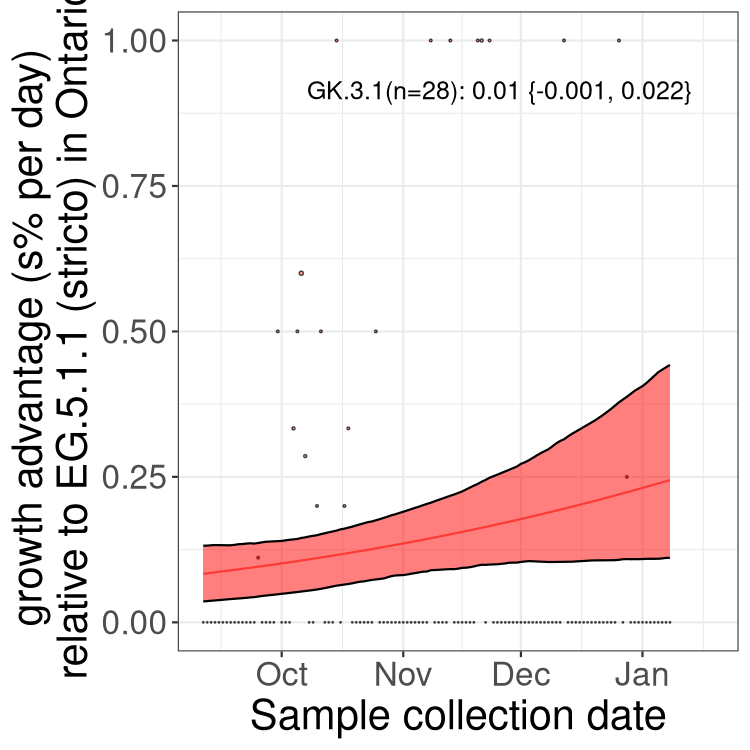 growth advantage (s% per day)
relative to EG.5.1.1 (stricto) in Ontario
1.00
0.75
0.50
0.25
0.00
GK.3.1(n=28): 0.01 {-0.001, 0.022}
Oct Nov Dec Jan
Sample collection date